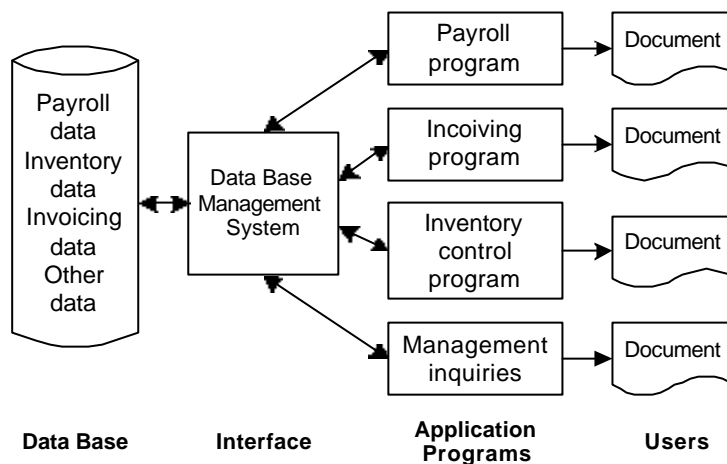 Payroll
data
Inventory
data
Invoicing
data
Other
data
Data Base
Management
System
Payroll
program
Incoiving
program
Inventory
control
program
Management
inquiries
Document
Document
Document
Document
Data Base
Interface
Application
Programs
Users